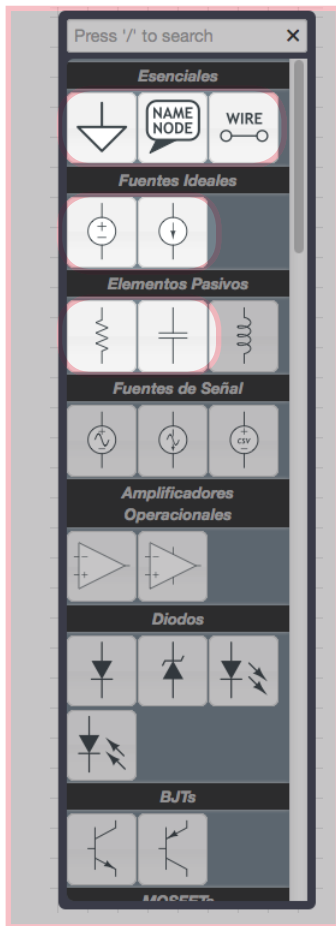 Press '/' to search
Esenciales
NAME
NODE
WIRE
Fuentes Ideales
Elementos Pasivos
Fuentes de Señal
csv
Amplificadores
Operacionales
Diodos
BJTs
MOSFETs